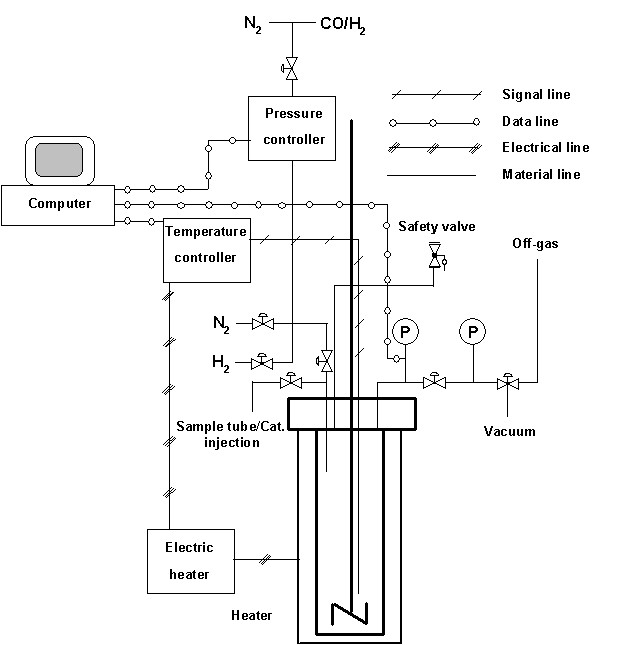 N2 CO/H2
Pressure
controller
Signal line
Data line
Electrical line
Material line
Computer
Temperature
controller
Safety valve
Off-gas
N2
P
P
H2
Sample tube/Cat.
injection
Vacuum
Electric
heater
Heater